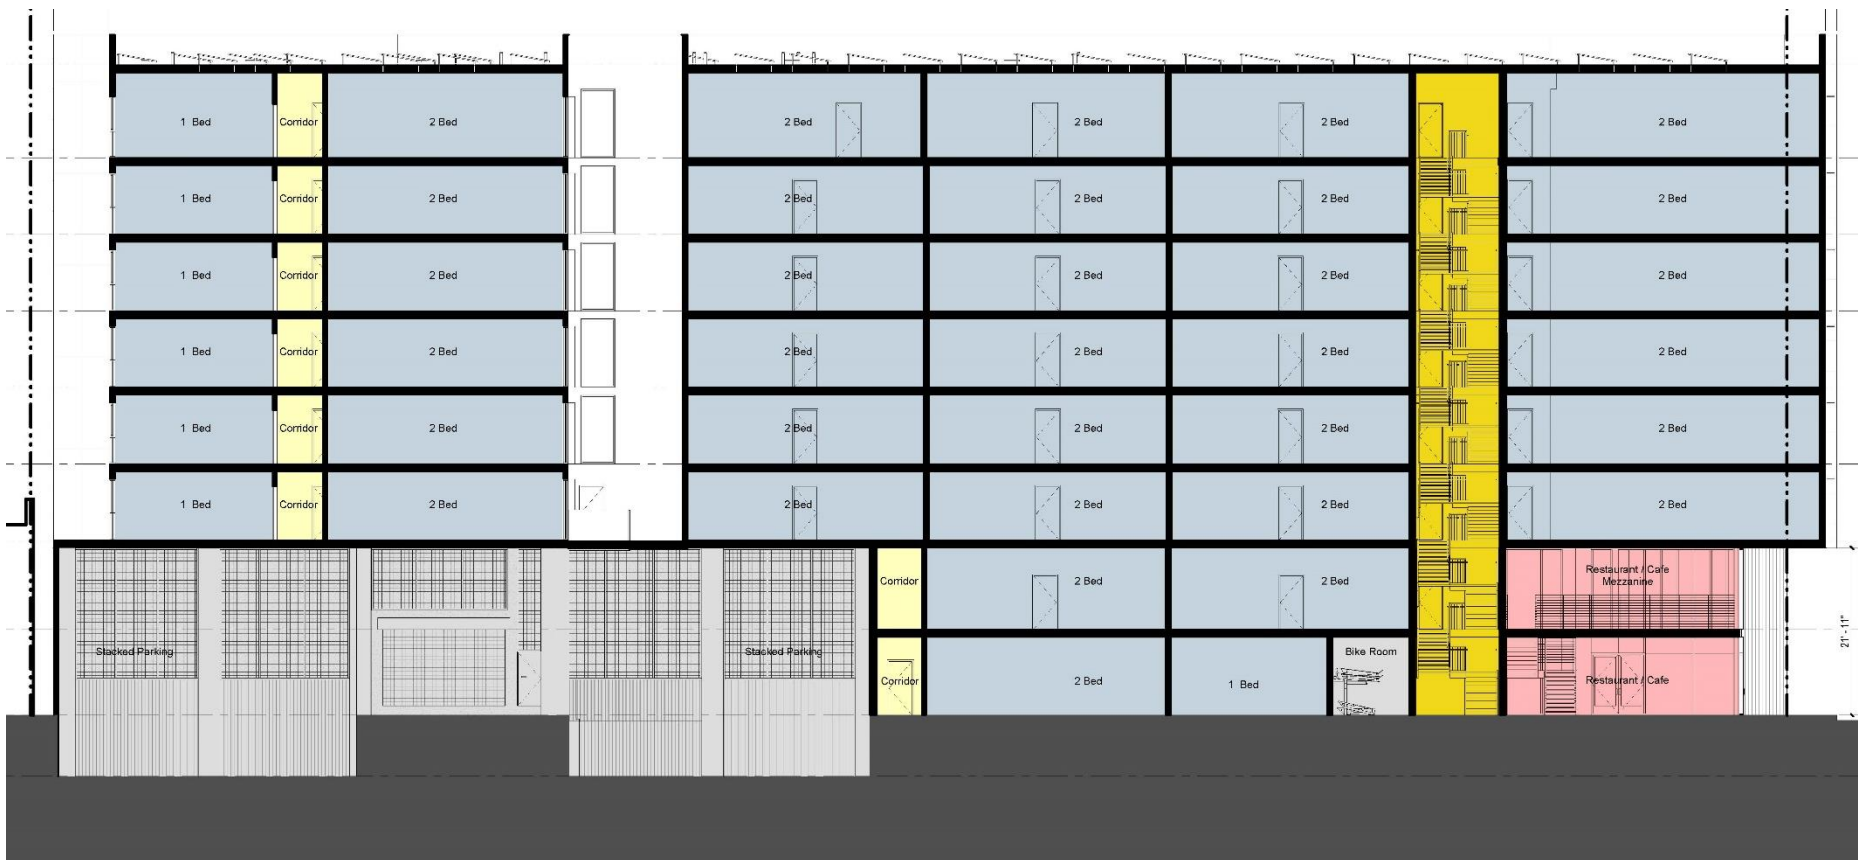 1 Bed
Corridor
2 Bed
2 Bed
2 Bed
2 Bed
2 Bed
1 Bed
Corridor
2 Bed
2 Bed
2 Bed
2 Bed
2 Bed
1 Bed
Corridor
2 Bed
2 Bed
2 Bed
2 Bed
2 Bed
1 Bed
Corridor
2 Bed
2 Bed
2 Bed
2 Bed
2 Bed
1 Bed
Corridor
2 Bed
2 Bed
2 Bed
2 Bed
2 Bed
1 Bed
Corridor
2 Bed
2 Bed
2 Bed
2 Bed
2 Bed
Corridor
2 Bed
2 Bed
Restaurant / Cafe
Mezzanine
21' - 11"
Stacked Parking
Stacked Parking
Corridor
2 Bed
1 Bed
Bike Room
Restaurant / Cafe